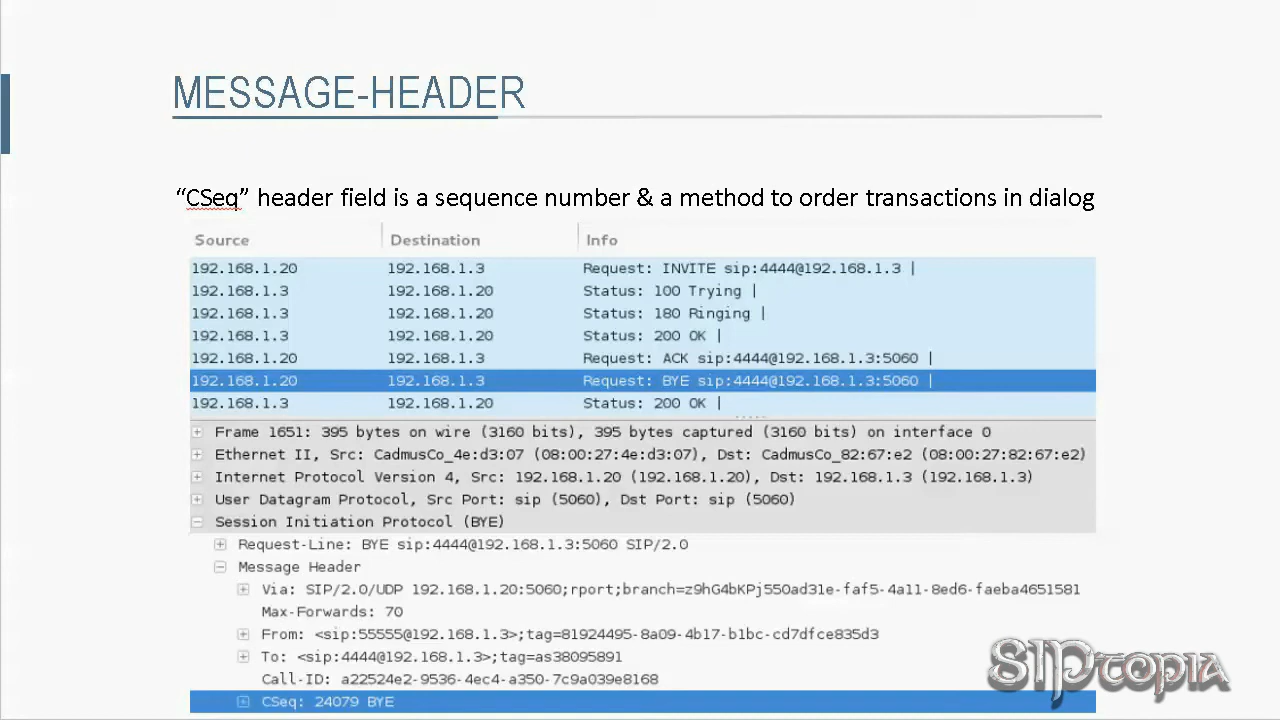 MESSAGE-HEADER
“CSeq” header field is a sequence number & a method to order transactions in dialog
Source Destination Info
192.168.1.20 192.168.1.3 Request: INVITE sip:4444@192.168.1.3 |
192.168.1.3 192.168.1.20 Status: 100 Trying |
192.168.1.3 192.168.1.20 Status: 180 Ringing |
192.168.1.3 192.168.1.20 Status: 200 OK |
192.168.1.20 192.168.1.3 Request: ACK sip:4444@192.168.1.3:5060 |
192.168.1.20 192.168.1.3 Request: BYE sip:4444@192.168.1.3:5060 |
192.168.1.3 192.168.1.20 Status: 200 OK |
Frame 1651: 395 bytes on wire (3160 bits), 395 bytes captured (3160 bits) on interface 0
Ethernet II, Src: CadmusCo_4e:d3:07 (08:00:27:4e:d3:07), Dst: CadmusCo_82:67:e2 (08:00:27:82:67:e2)
Internet Protocol Version 4, Src: 192.168.1.20 (192.168.1.20), Dst: 192.168.1.3 (192.168.1.3)
User Datagram Protocol, Src Port: sip (5060), Dst Port: sip (5060)
Session Initiation Protocol (BYE)
Request-Line: BYE sip:4444@192.168.1.3:5060 SIP/2.0
Message Header
Via: SIP/2.0/UDP 192.168.1.20:5060;rport;branch=z9hG4bKPj550ad31e-faf5-4a11-8ed6-faeba4651581
Max-Forwards: 70
From: <sip:55555@192.168.1.3>;tag=81924495-8a09-4b17-b1bc-cd7dfce835d3
To: <sip:4444@192.168.1.3>;tag=as38095891
Call-ID: a22524e2-9536-4ec4-a350-7c9a039e8168
CSeq: 24079 BYE
SIPtopia